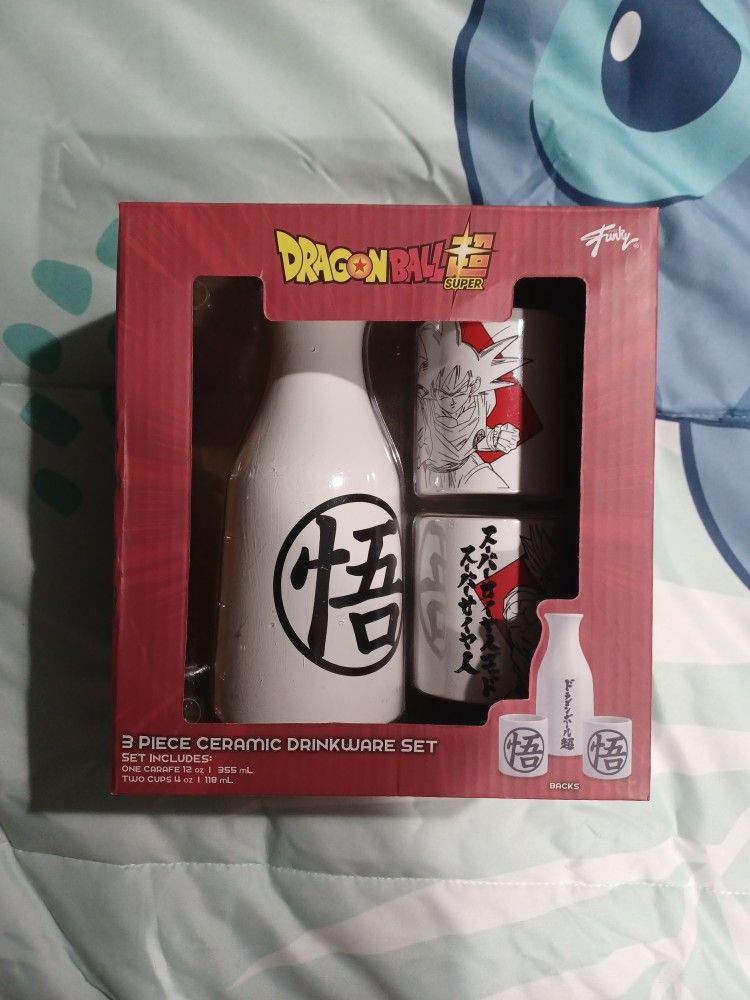 DRAGON BALL 超
SUPER
Funky
悟
スーパーサイヤ人ゴッド
スーパーサイヤ人
ドラゴンボール超
悟
悟
BACKS
3 PIECE CERAMIC DRINKWARE SET
SET INCLUDES:
ONE CARAFE 12 oz | 355 mL
TWO CUPS 4 oz | 118 mL